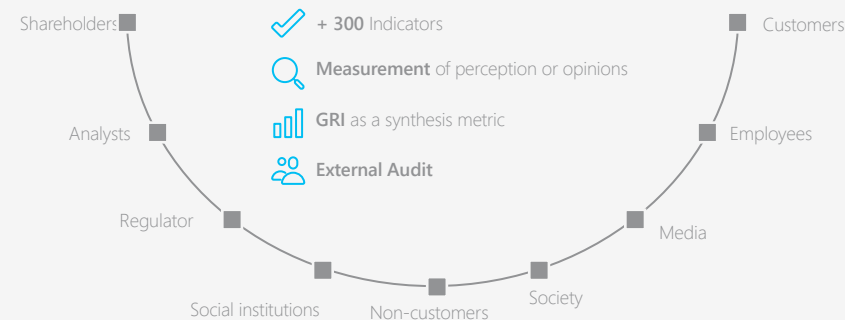 Shareholders
+ 300 Indicators
Customers
Measurement of perception or opinions
GRI as a synthesis metric
Analysts
Employees
External Audit
Regulator
Media
Social institutions
Non-customers
Society